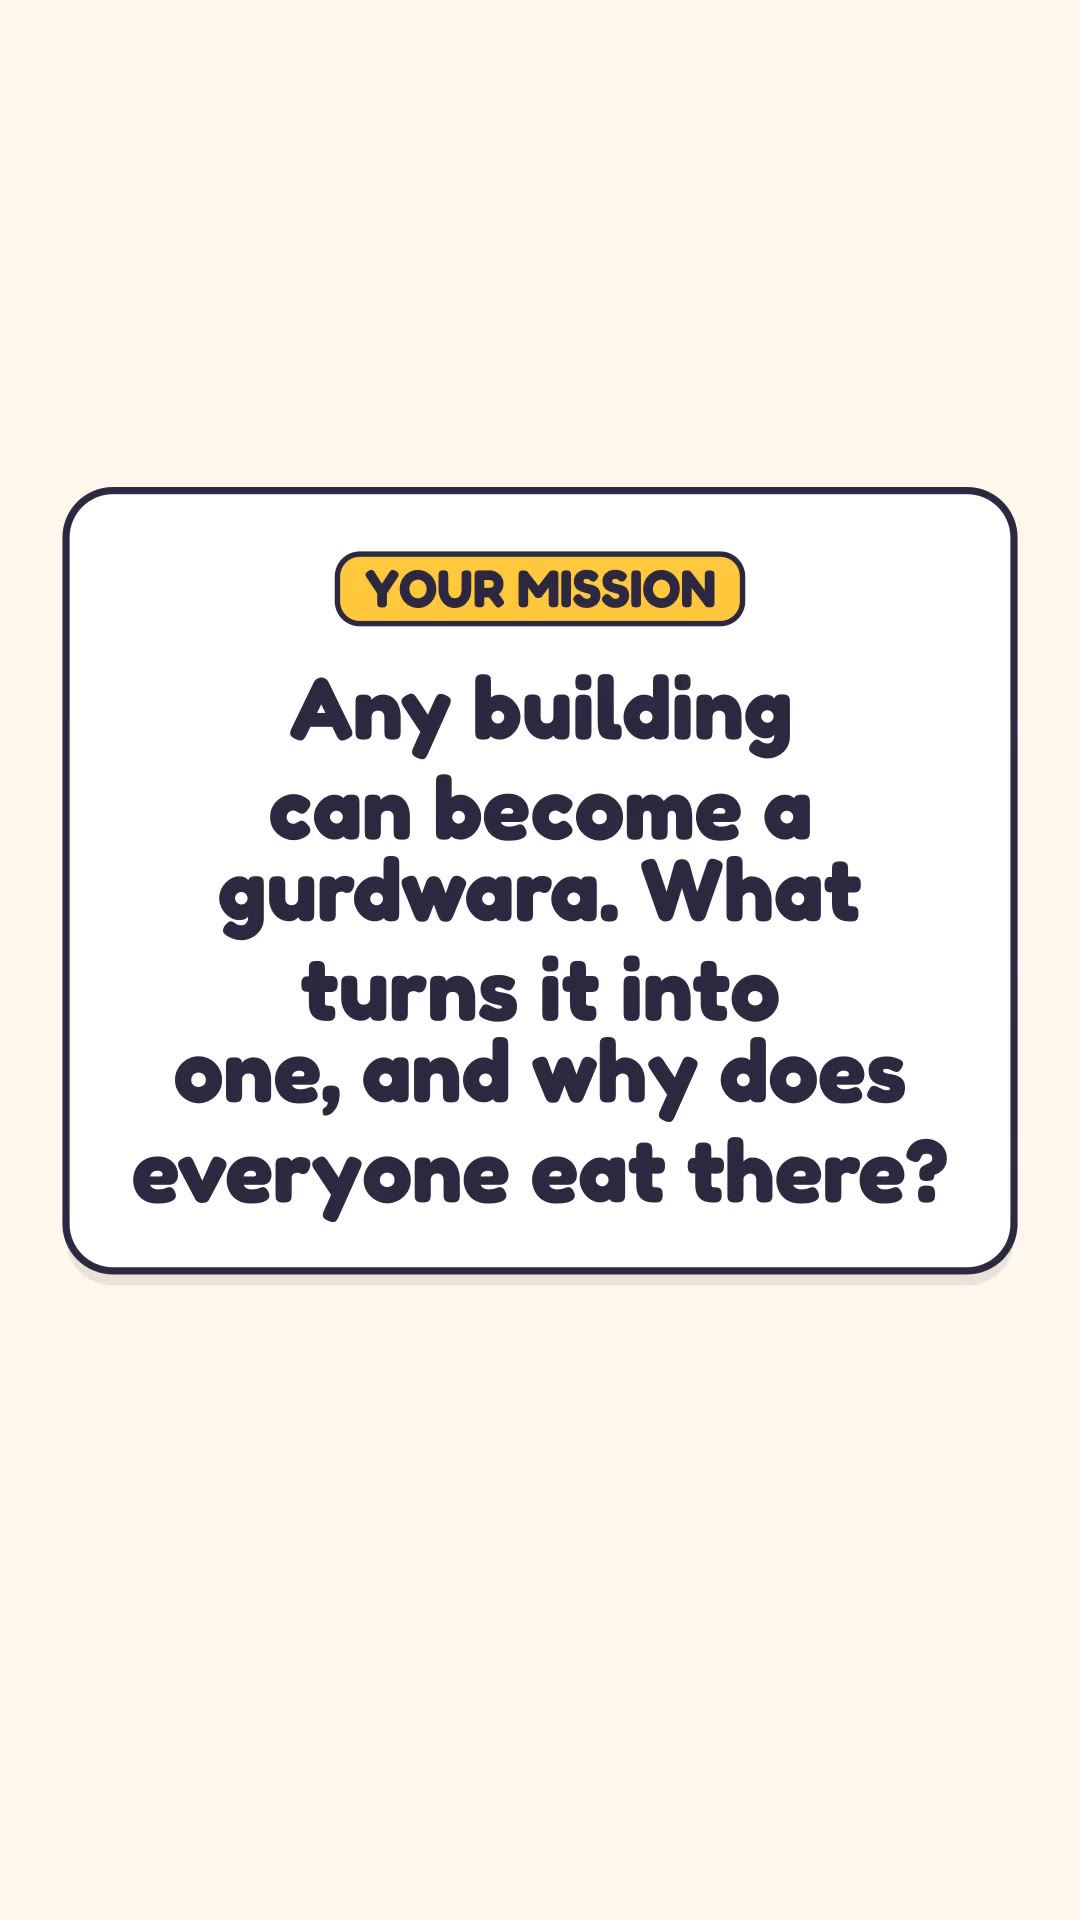 YOUR MISSION
Any building
can become a
gurdwara. What
turns it into
one, and why does
everyone eat there?